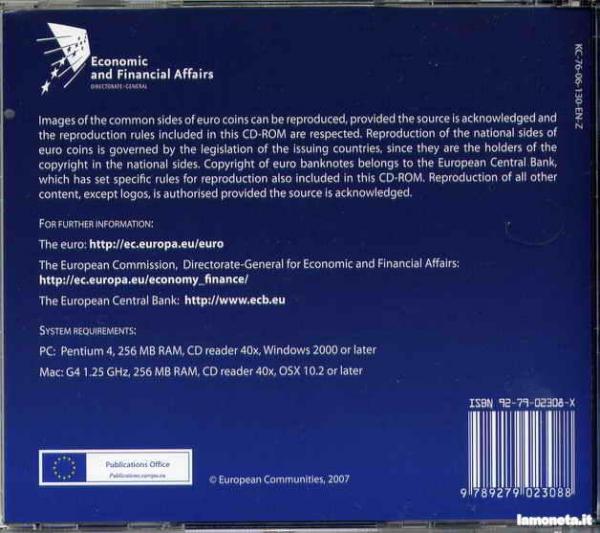 Economic
and Financial Affairs
DIRECTORATE-GENERAL
KC-76-06-130-EN-Z
Images of the common sides of euro coins can be reproduced, provided the source is acknowledged and
the reproduction rules included in this CD-ROM are respected. Reproduction of the national sides of
euro coins is governed by the legislation of the issuing countries, since they are the holders of the
copyright in the national sides. Copyright of euro banknotes belongs to the European Central Bank,
which has set specific rules for reproduction also included in this CD-ROM. Reproduction of all other
content, except logos, is authorised provided the source is acknowledged.
FOR FURTHER INFORMATION:
The euro: http://ec.europa.eu/euro
The European Commission, Directorate-General for Economic and Financial Affairs:
http://ec.europa.eu/economy_finance/
The European Central Bank: http://www.ecb.eu
SYSTEM REQUIREMENTS:
PC: Pentium 4, 256 MB RAM, CD reader 40x, Windows 2000 or later
Mac: G4 1.25 GHz, 256 MB RAM, CD reader 40x, OSX 10.2 or later
ISBN 92-79-02308-X
Publications Office
Publications.europa.eu
© European Communities, 2007
9 789279 023088
lamoneta.it